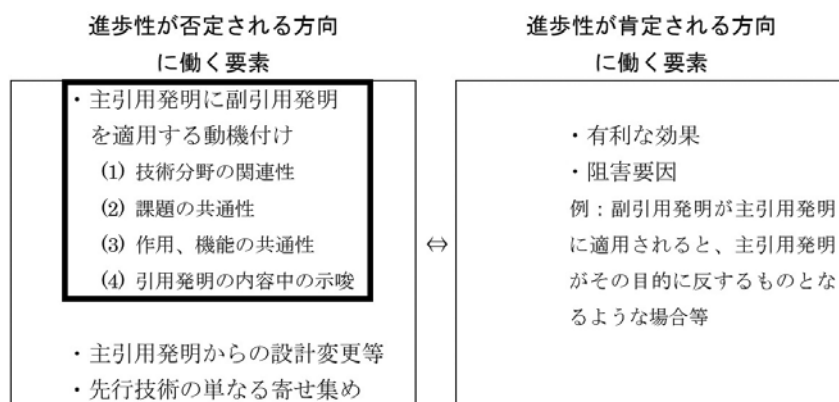 進歩性が否定される方向
に働く要素
・主引用発明に副引用発明
を適用する動機付け
(1) 技術分野の関連性
(2) 課題の共通性
(3) 作用、機能の共通性
(4) 引用発明の内容中の示唆
・主引用発明からの設計変更等
・先行技術の単なる寄せ集め
⇔
進歩性が肯定される方向
に働く要素
・有利な効果
・阻害要因
例：副引用発明が主引用発明
に適用されると、主引用発明
がその目的に反するものとな
るような場合等